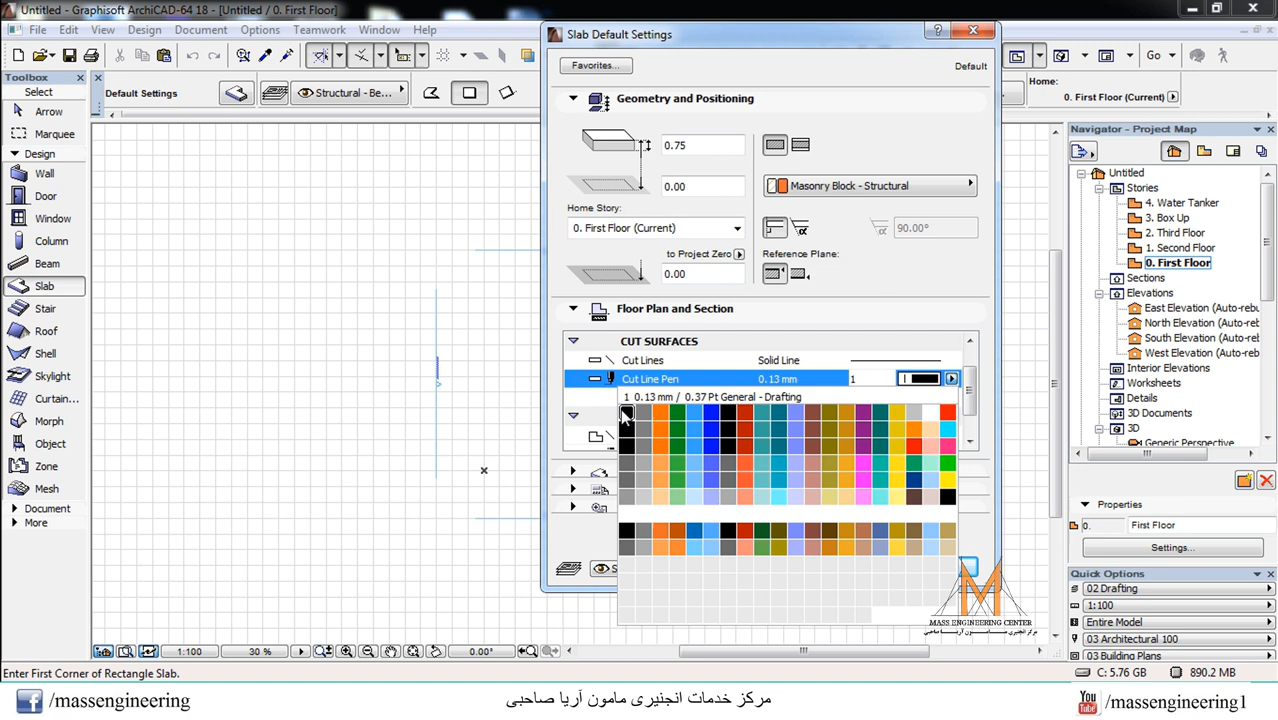 Untitled - Graphisoft ArchiCAD-64 18 - [Untitled / 0. First Floor]
File Edit View Design Document Options Teamwork Window Help
Go
Toolbox
Select
Arrow
Marquee
Design
Wall
Door
Window
Column
Beam
Slab
Stair
Roof
Shell
Skylight
Curtain...
Morph
Object
Zone
Mesh
Document
More
Default Settings
Structural - Be...
Home:
0. First Floor (Current)
Slab Default Settings
Favorites...
Default
Geometry and Positioning
0.75
0.00
Masonry Block - Structural
Home Story:
0. First Floor (Current)
90.00°
to Project Zero
Reference Plane:
0.00
Floor Plan and Section
CUT SURFACES
Cut Lines Solid Line
Cut Line Pen 0.13 mm 1
1 0.13 mm / 0.37 Pt General - Drafting
Navigator - Project Map
Untitled
Stories
4. Water Tanker
3. Box Up
2. Third Floor
1. Second Floor
0. First Floor
Sections
Elevations
East Elevation (Auto-rebu
North Elevation (Auto-reb
South Elevation (Auto-reb
West Elevation (Auto-rebu
Interior Elevations
Worksheets
Details
3D Documents
3D
Generic Perspective
Properties
0. First Floor
Settings...
Quick Options
02 Drafting
1:100
Entire Model
03 Architectural 100
03 Building Plans
1:100 30 % 0.00°
Enter First Corner of Rectangle Slab.
C: 5.76 GB 890.2 MB
MASS ENGINEERING CENTER
مرکز انجنیری مامون آریا صاحبی
/massengineering
مرکز خدمات انجنیری مامون آریا صاحبی
You Tube
/massengineering1